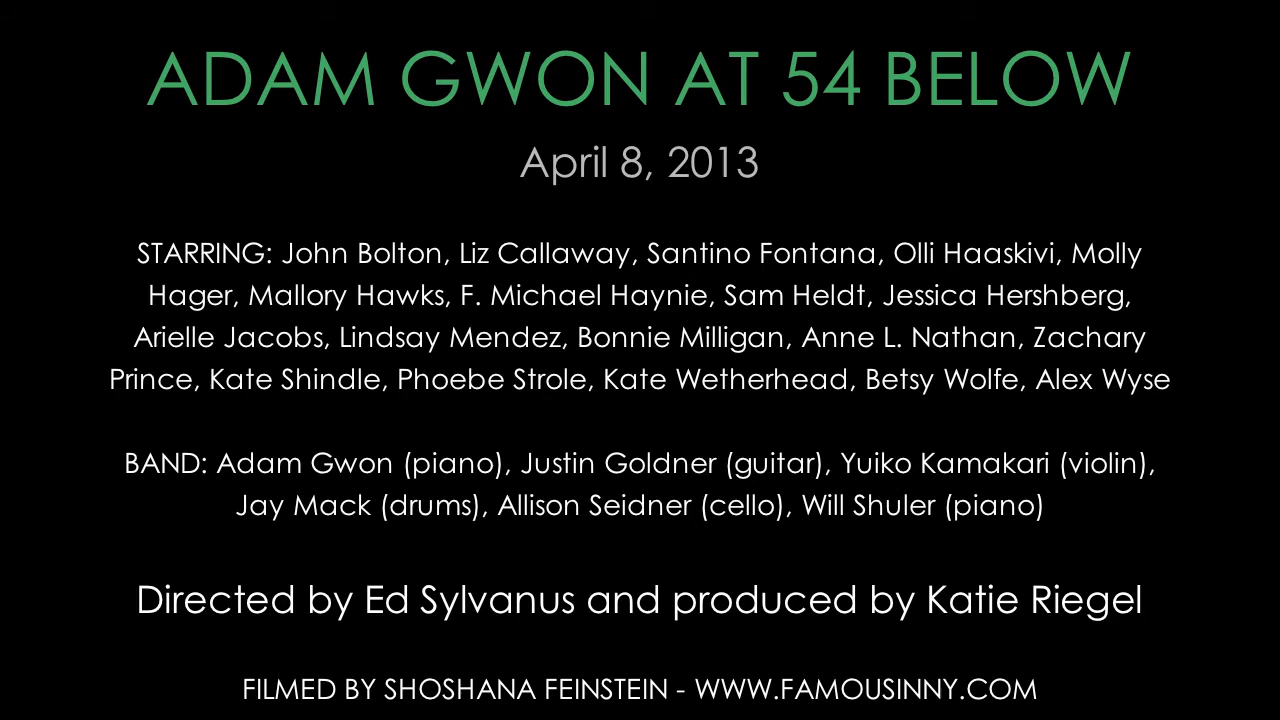 ADAM GWON AT 54 BELOW
April 8, 2013
STARRING: John Bolton, Liz Callaway, Santino Fontana, Olli Haaskivi, Molly
Hager, Mallory Hawks, F. Michael Haynie, Sam Heldt, Jessica Hershberg,
Arielle Jacobs, Lindsay Mendez, Bonnie Milligan, Anne L. Nathan, Zachary
Prince, Kate Shindle, Phoebe Strole, Kate Wetherhead, Betsy Wolfe, Alex Wyse
BAND: Adam Gwon (piano), Justin Goldner (guitar), Yuiko Kamakari (violin),
Jay Mack (drums), Allison Seidner (cello), Will Shuler (piano)
Directed by Ed Sylvanus and produced by Katie Riegel
FILMED BY SHOSHANA FEINSTEIN - WWW.FAMOUSINNY.COM